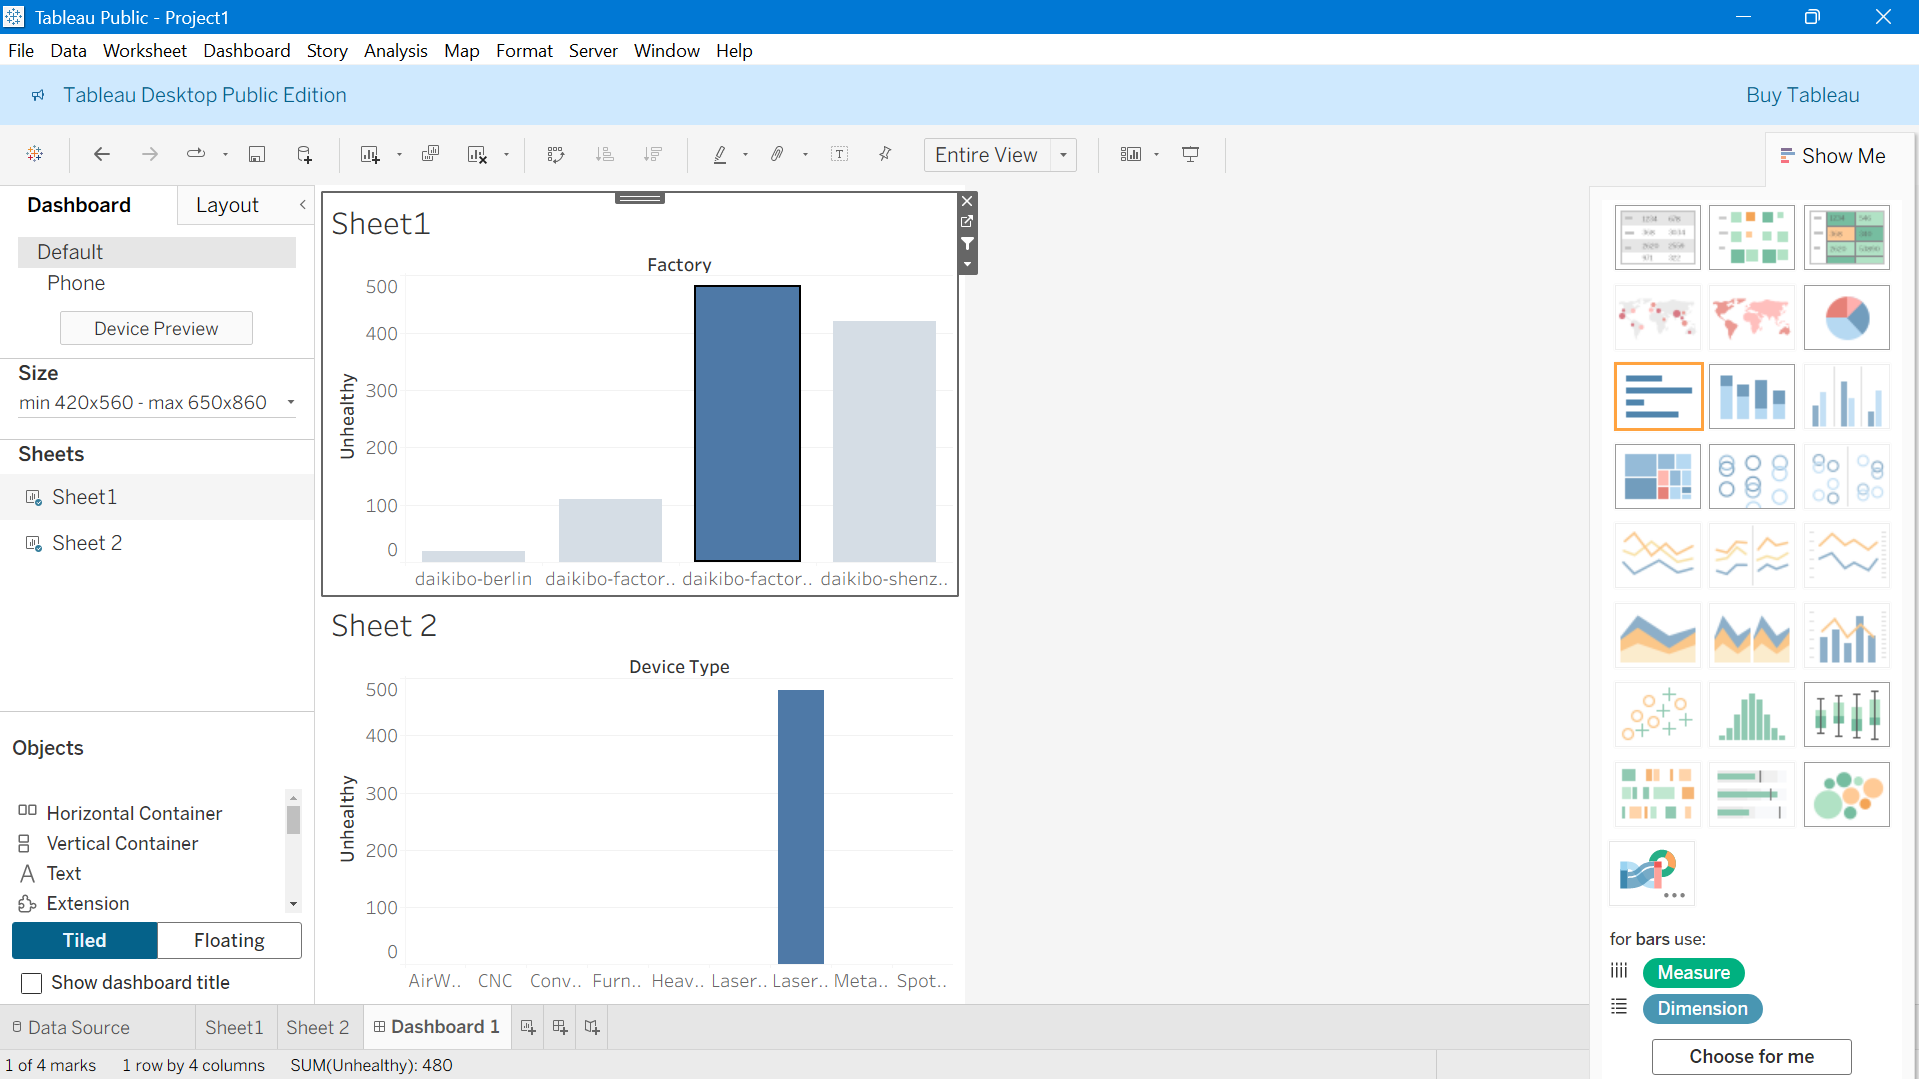 Tableau Public - Project1
File Data Worksheet Dashboard Story Analysis Map Format Server Window Help
Tableau Desktop Public Edition
Buy Tableau
Entire View
Show Me
Dashboard
Layout
Default
Phone
Device Preview
Size
min 420x560 - max 650x860
Sheets
Sheet1
Sheet 2
Objects
Horizontal Container
Vertical Container
Text
Extension
Tiled
Floating
Show dashboard title
Sheet1
Factory
Unhealthy
500
400
300
200
100
0
daikibo-berlin
daikibo-factor..
daikibo-factor..
daikibo-shenz..
Sheet 2
Device Type
Unhealthy
500
400
300
200
100
0
AirW..
CNC
Conv..
Furn..
Heav..
Laser..
Laser..
Meta..
Spot..
for bars use:
Measure
Dimension
Choose for me
Data Source
Sheet1
Sheet 2
Dashboard 1
1 of 4 marks
1 row by 4 columns
SUM(Unhealthy): 480